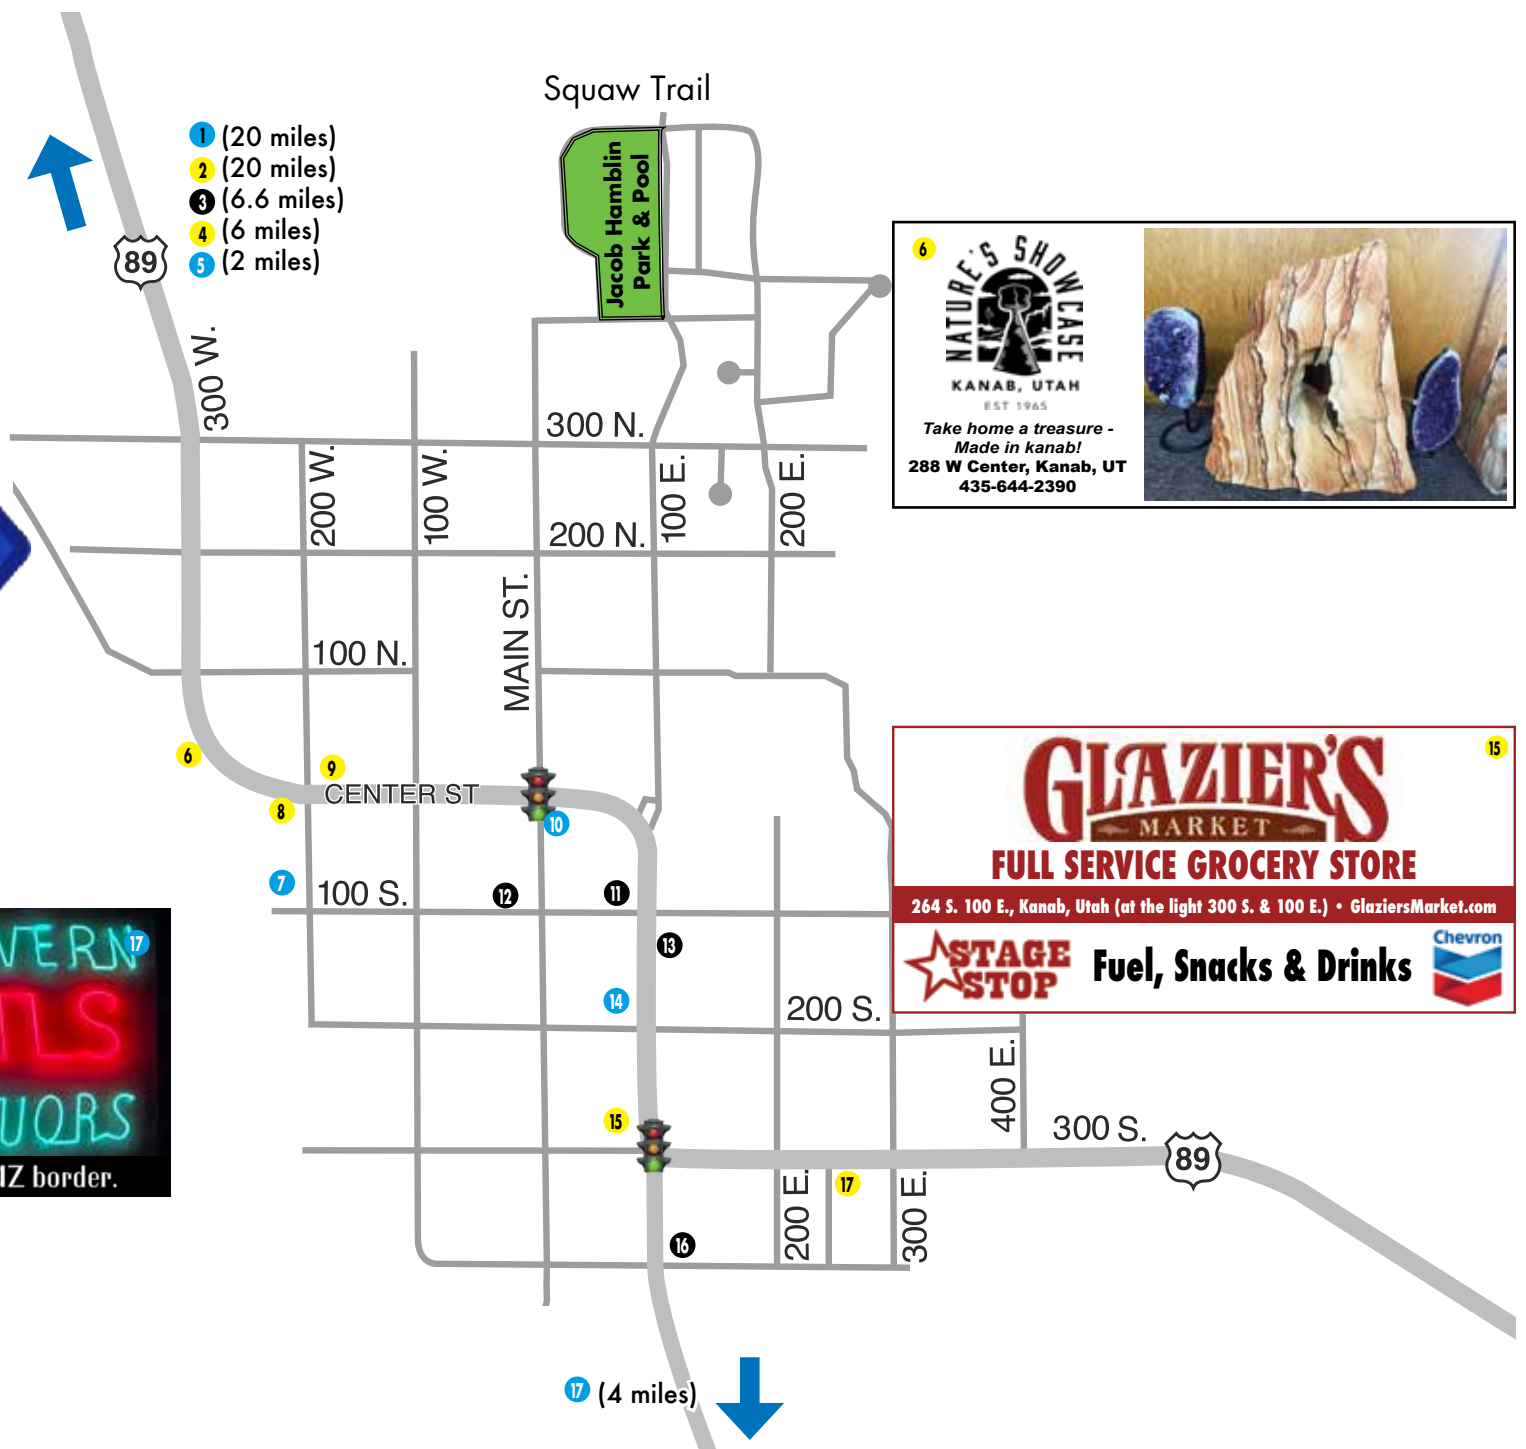 Squaw Trail
1 (20 miles)
2 (20 miles)
3 (6.6 miles)
4 (6 miles)
5 (2 miles)
89
Jacob Hamblin
Park & Pool
6
NATURE'S SHOWCASE
KANAB, UTAH
EST 1965
Take home a treasure -
Made in kanab!
288 W Center, Kanab, UT
435-644-2390
300 W.
300 N.
200 W.
100 W.
100 E.
200 E.
200 N.
MAIN ST.
100 N.
6
9
CENTER ST
8
10
7
100 S.
12
11
13
14
15
GLAZIER'S
MARKET
FULL SERVICE GROCERY STORE
264 S. 100 E., Kanab, Utah (at the light 300 S. & 100 E.) • GlaziersMarket.com
STAGE
STOP
Fuel, Snacks & Drinks
Chevron
17
VERN
LS
UORS
border.
200 S.
400 E.
15
300 S.
89
17
200 E.
300 E.
16
17 (4 miles)